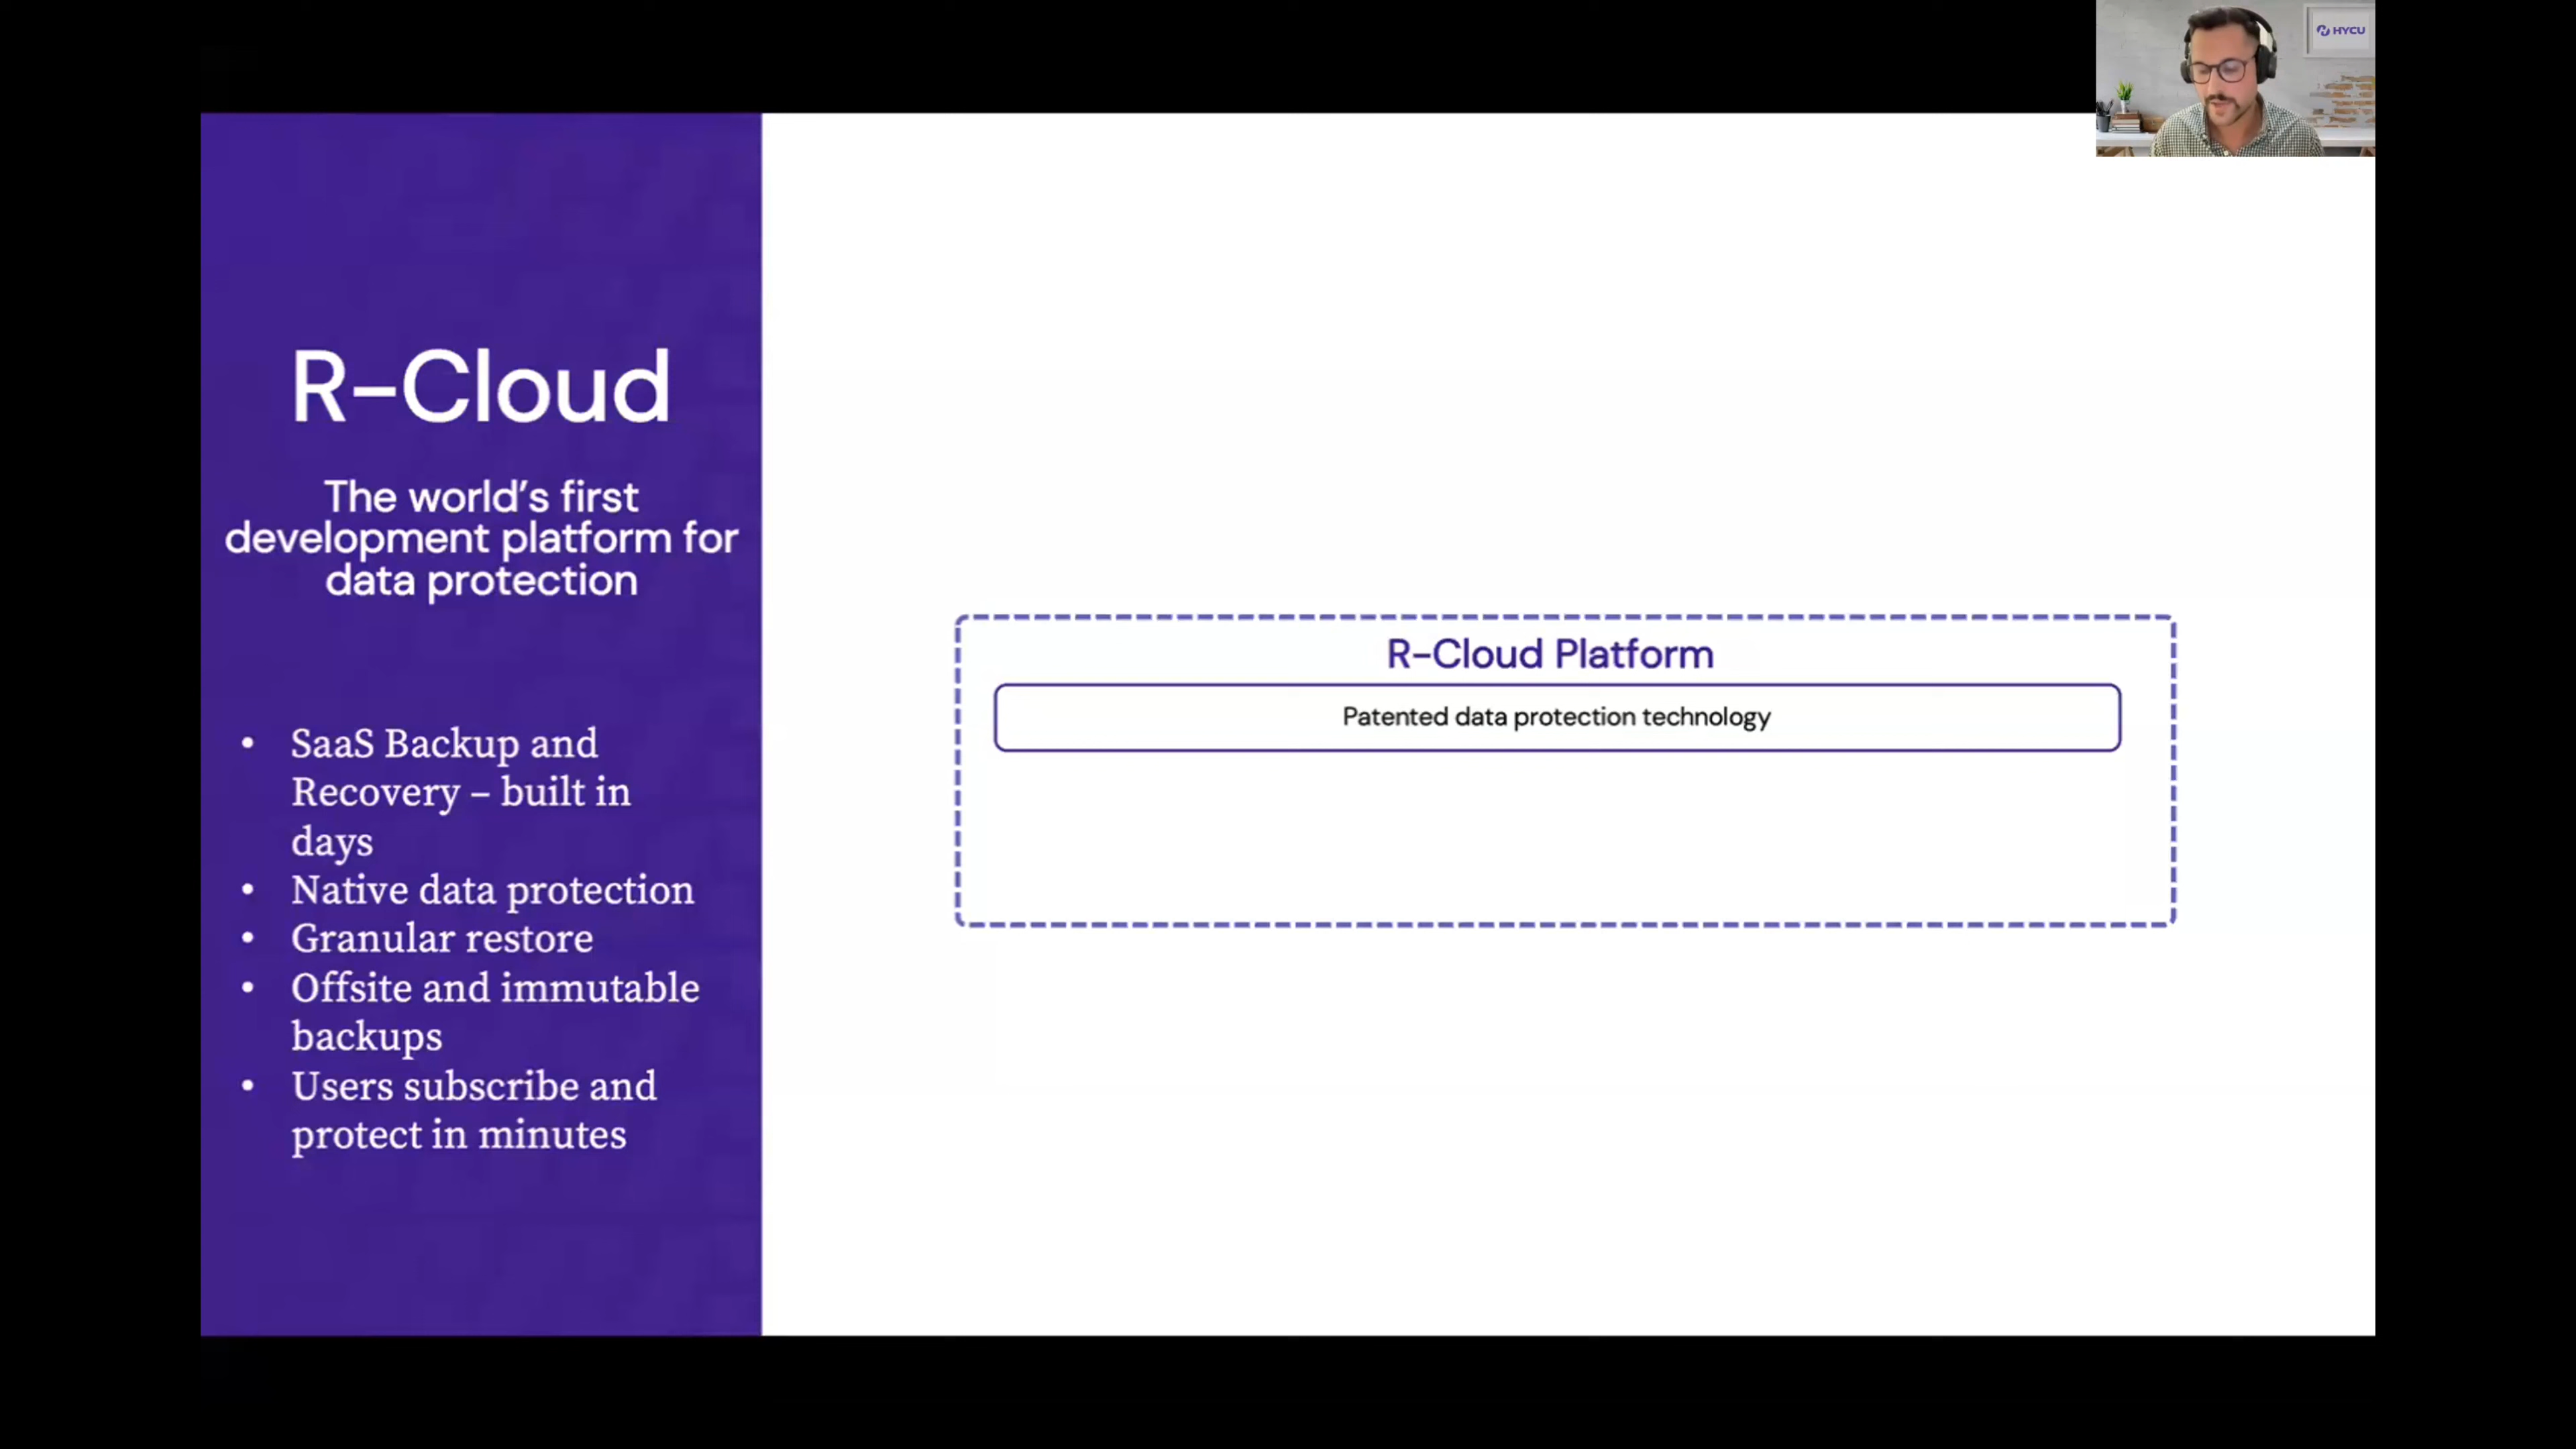 HYCU
R-Cloud
The world's first
development platform for
data protection
• SaaS Backup and
Recovery – built in
days
• Native data protection
• Granular restore
• Offsite and immutable
backups
• Users subscribe and
protect in minutes
R-Cloud Platform
Patented data protection technology